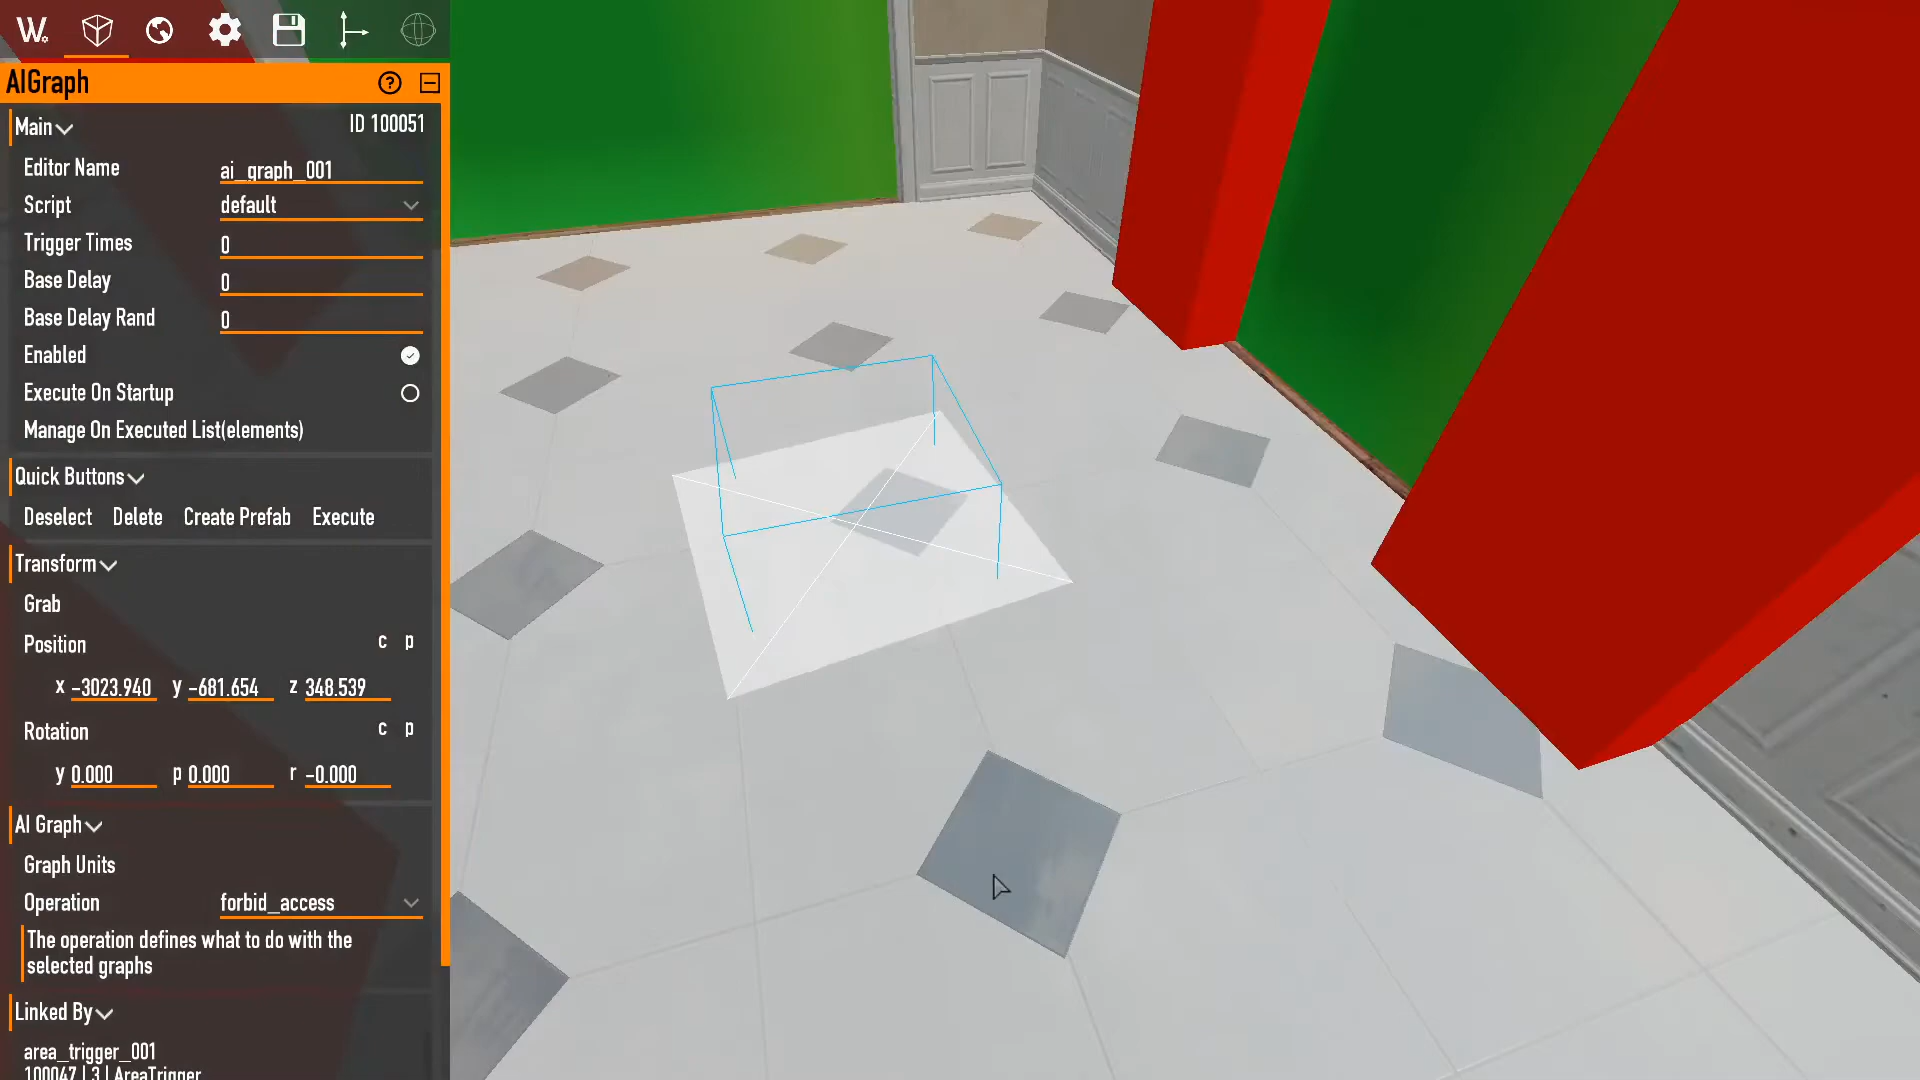 W.
AIGraph ?
Main ID 100051
Editor Name ai_graph_001
Script default
Trigger Times 0
Base Delay 0
Base Delay Rand 0
Enabled
Execute On Startup
Manage On Executed List(elements)
Quick Buttons
Deselect Delete Create Prefab Execute
Transform
Grab
Position c p
x -3023.940 y -681.654 z 348.539
Rotation c p
y 0.000 p 0.000 r -0.000
AI Graph
Graph Units
Operation forbid_access
The operation defines what to do with the
selected graphs
Linked By
area_trigger_001
100047 | 3 | AreaTrigger